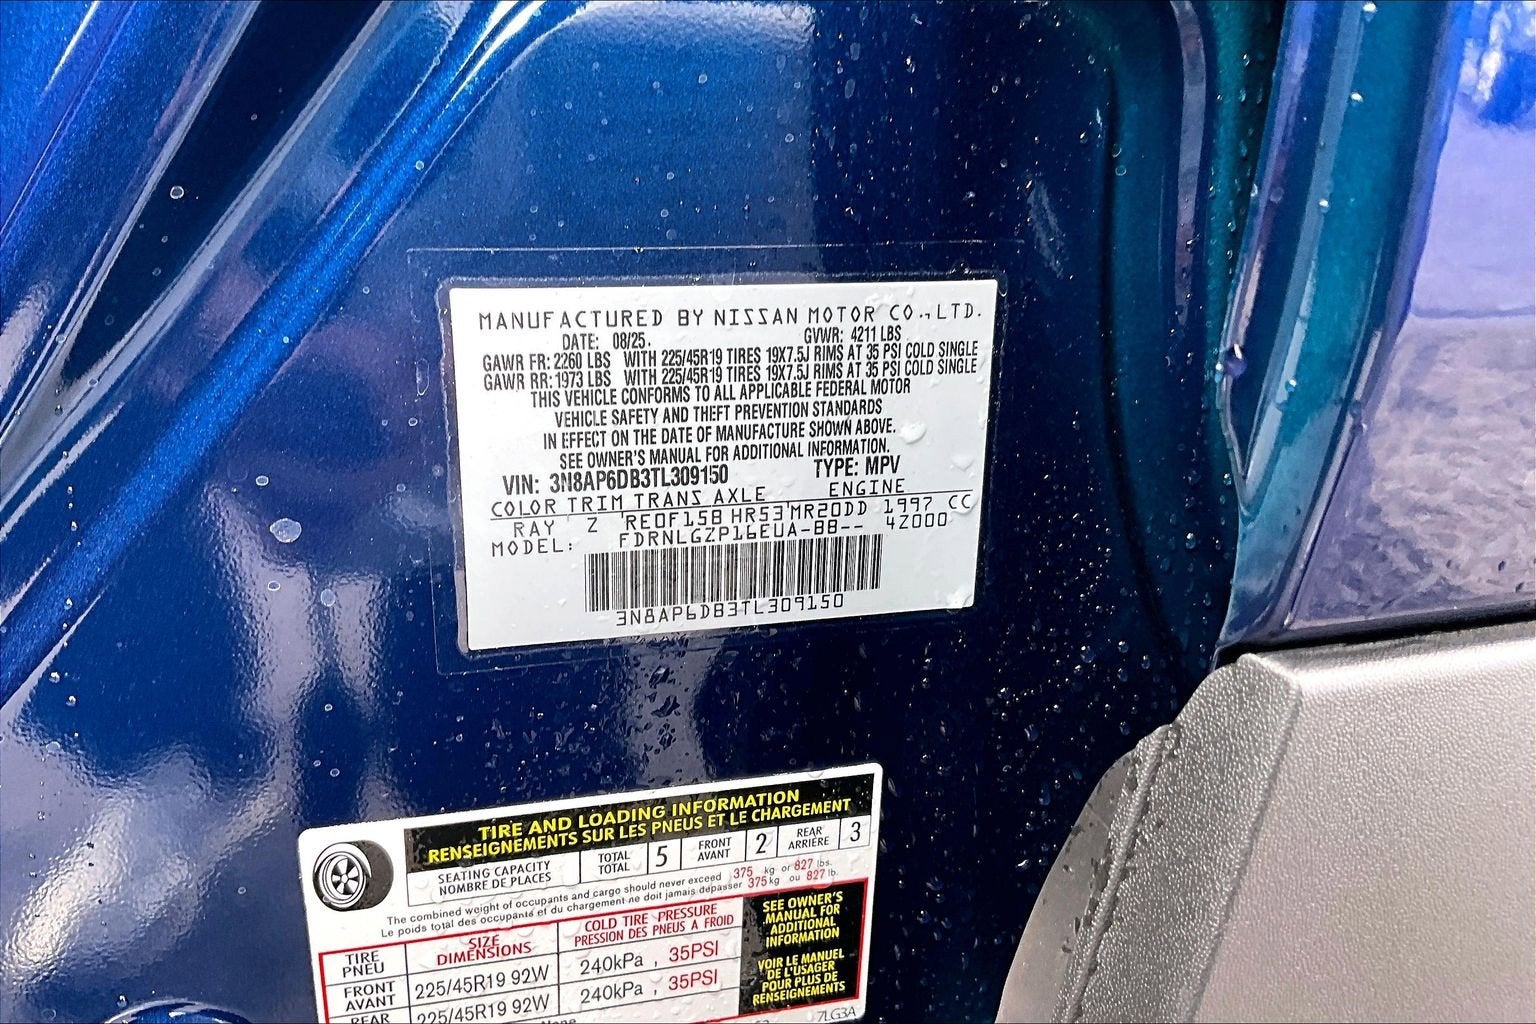 MANUFACTURED BY NISSAN MOTOR CO.,LTD.
DATE: 08/25. GVWR: 4211 LBS
GAWR FR: 2260 LBS WITH 225/45R19 TIRES 19X7.5J RIMS AT 35 PSI COLD SINGLE
GAWR RR: 1973 LBS WITH 225/45R19 TIRES 19X7.5J RIMS AT 35 PSI COLD SINGLE
THIS VEHICLE CONFORMS TO ALL APPLICABLE FEDERAL MOTOR
VEHICLE SAFETY AND THEFT PREVENTION STANDARDS
IN EFFECT ON THE DATE OF MANUFACTURE SHOWN ABOVE.
SEE OWNER'S MANUAL FOR ADDITIONAL INFORMATION.
VIN: 3N8AP6DB3TL309150 TYPE: MPV
COLOR TRIM TRANS AXLE ENGINE
RAY Z RE0F15B HR53 MR20DD 1997 CC
MODEL: FDRNLGZP16EUA-BB-- 4Z000
3N8AP6DB3TL309150
TIRE AND LOADING INFORMATION
RENSEIGNEMENTS SUR LES PNEUS ET LE CHARGEMENT
SEATING CAPACITY TOTAL 5 FRONT 2 REAR 3
NOMBRE DE PLACES TOTAL AVANT ARRIÈRE
The combined weight of occupants and cargo should never exceed 375 kg or 827 lbs.
Le poids total des occupants et du chargement ne doit jamais dépasser 375 kg ou 827 lb.
TIRE SIZE COLD TIRE PRESSURE
PNEU DIMENSIONS PRESSION DES PNEUS A FROID
FRONT
AVANT 225/45R19 92W 240kPa , 35PSI
REAR 225/45R19 92W 240kPa , 35PSI
None
SEE OWNER'S
MANUAL FOR
ADDITIONAL
INFORMATION
VOIR LE MANUEL
DE L'USAGER
POUR PLUS DE
RENSEIGNEMENTS
7LG3A